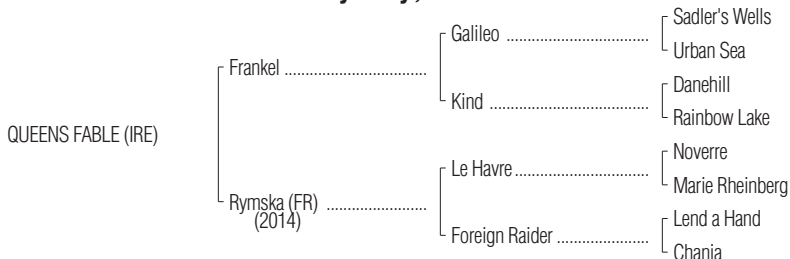 Sadler's Wells
Galileo
Urban Sea
Frankel
Danehill
Kind
Rainbow Lake
QUEENS FABLE (IRE)
Noverre
Le Havre
Marie Rheinberg
Rymska (FR)
(2014)
Lend a Hand
Foreign Raider
Chania